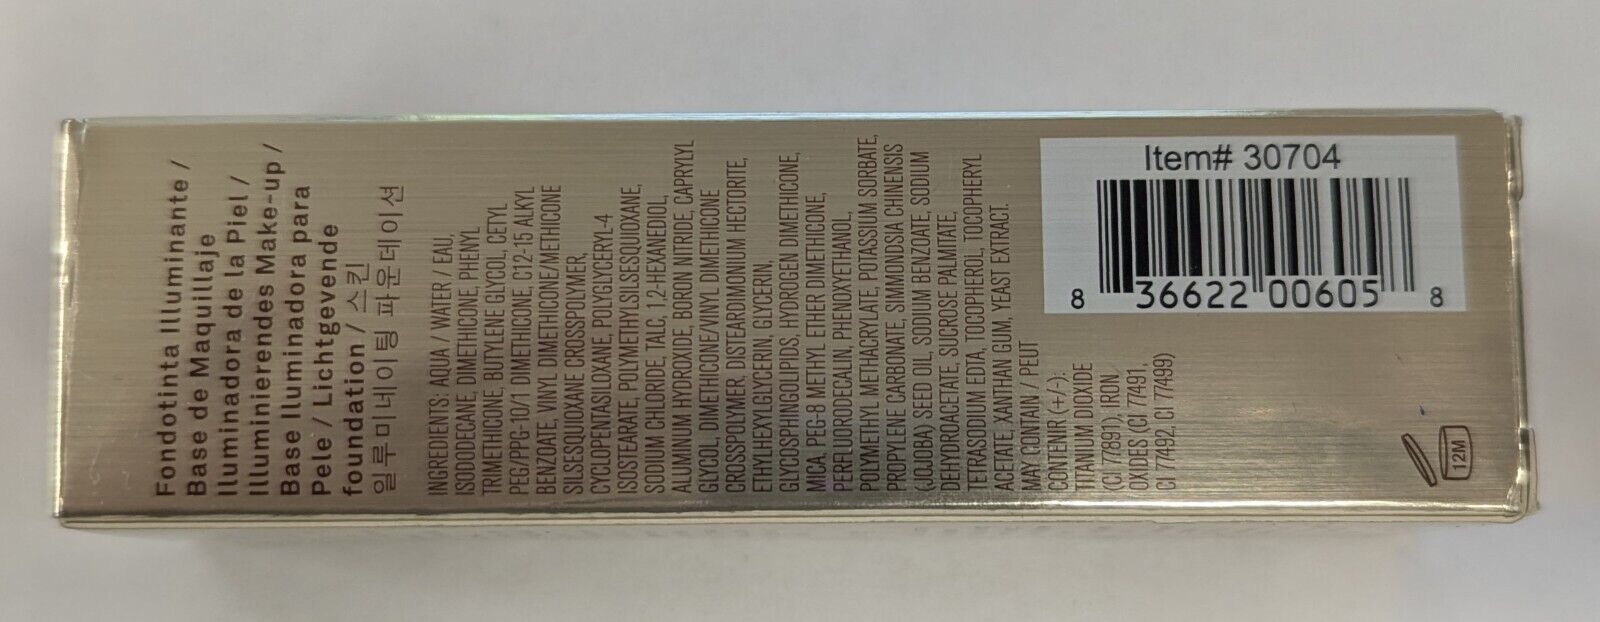 Fondotinta Illuminante /
Base de Maquillaje
Iluminadora de la Piel /
Illuminierendes Make-up /
Base Iluminadora para
Pele / Lichtgevende
foundation / 스킨
일루미네이팅 파운데이션
INGREDIENTS: AQUA / WATER / EAU,
ISODODECANE, DIMETHICONE, PHENYL
TRIMETHICONE, BUTYLENE GLYCOL, CETYL
PEG/PPG-10/1 DIMETHICONE, C12-15 ALKYL
BENZOATE, VINYL DIMETHICONE/METHICONE
SILSESQUIOXANE CROSSPOLYMER,
CYCLOPENTASILOXANE, POLYGLYCERYL-4
ISOSTEARATE, POLYMETHYLSILSESQUIOXANE,
SODIUM CHLORIDE, TALC, 1,2-HEXANEDIOL,
ALUMINUM HYDROXIDE, BORON NITRIDE, CAPRYLYL
GLYCOL, DIMETHICONE/VINYL DIMETHICONE
CROSSPOLYMER, DISTEARDIMONIUM HECTORITE,
ETHYLHEXYLGLYCERIN, GLYCERIN,
GLYCOSPHINGOLIPIDS, HYDROGEN DIMETHICONE,
MICA, PEG-8 METHYL ETHER DIMETHICONE,
PERFLUORODECALIN, PHENOXYETHANOL,
POLYMETHYL METHACRYLATE, POTASSIUM SORBATE,
PROPYLENE CARBONATE, SIMMONDSIA CHINENSIS
(JOJOBA) SEED OIL, SODIUM BENZOATE, SODIUM
DEHYDROACETATE, SUCROSE PALMITATE,
TETRASODIUM EDTA, TOCOPHEROL, TOCOPHERYL
ACETATE, XANTHAN GUM, YEAST EXTRACT.
MAY CONTAIN / PEUT
CONTENIR (+/-):
TITANIUM DIOXIDE
(CI 77891), IRON
OXIDES (CI 77491,
CI 77492,CI 77499)
Item# 30704
8 36622 00605 8
12M